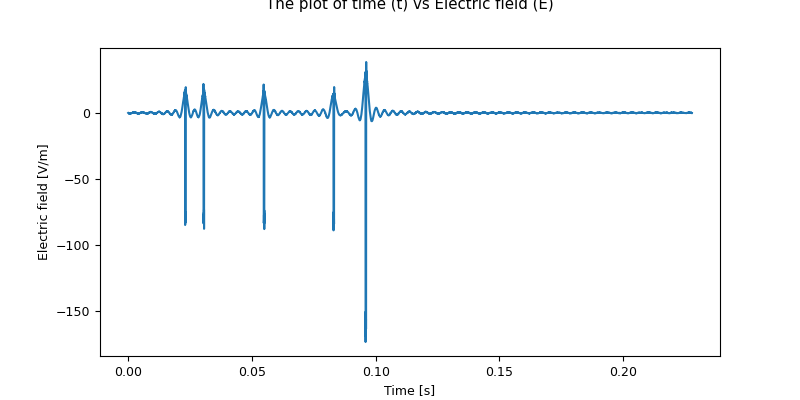 The plot of time (t) vs Electric field (E)
0
−50
−100
−150
Electric field [V/m]
0.00 0.05 0.10 0.15 0.20
Time [s]